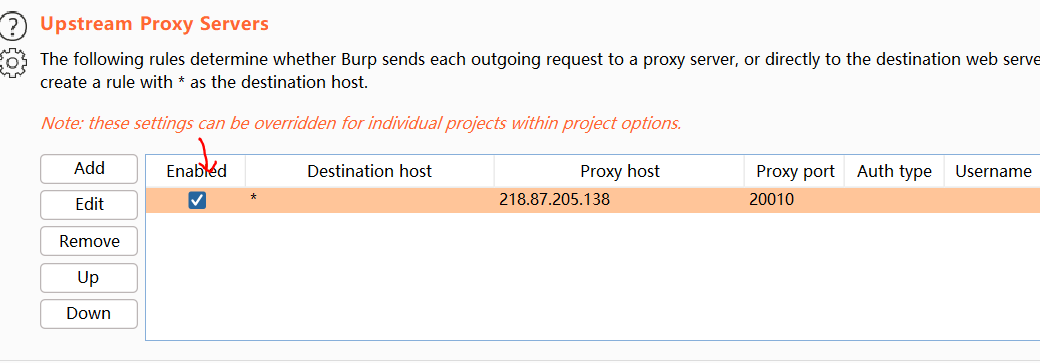 Upstream Proxy Servers
The following rules determine whether Burp sends each outgoing request to a proxy server, or directly to the destination web serve
create a rule with * as the destination host.
Note: these settings can be overridden for individual projects within project options.
Add
Edit
Remove
Up
Down
Enabled Destination host Proxy host Proxy port Auth type Username
* 218.87.205.138 20010